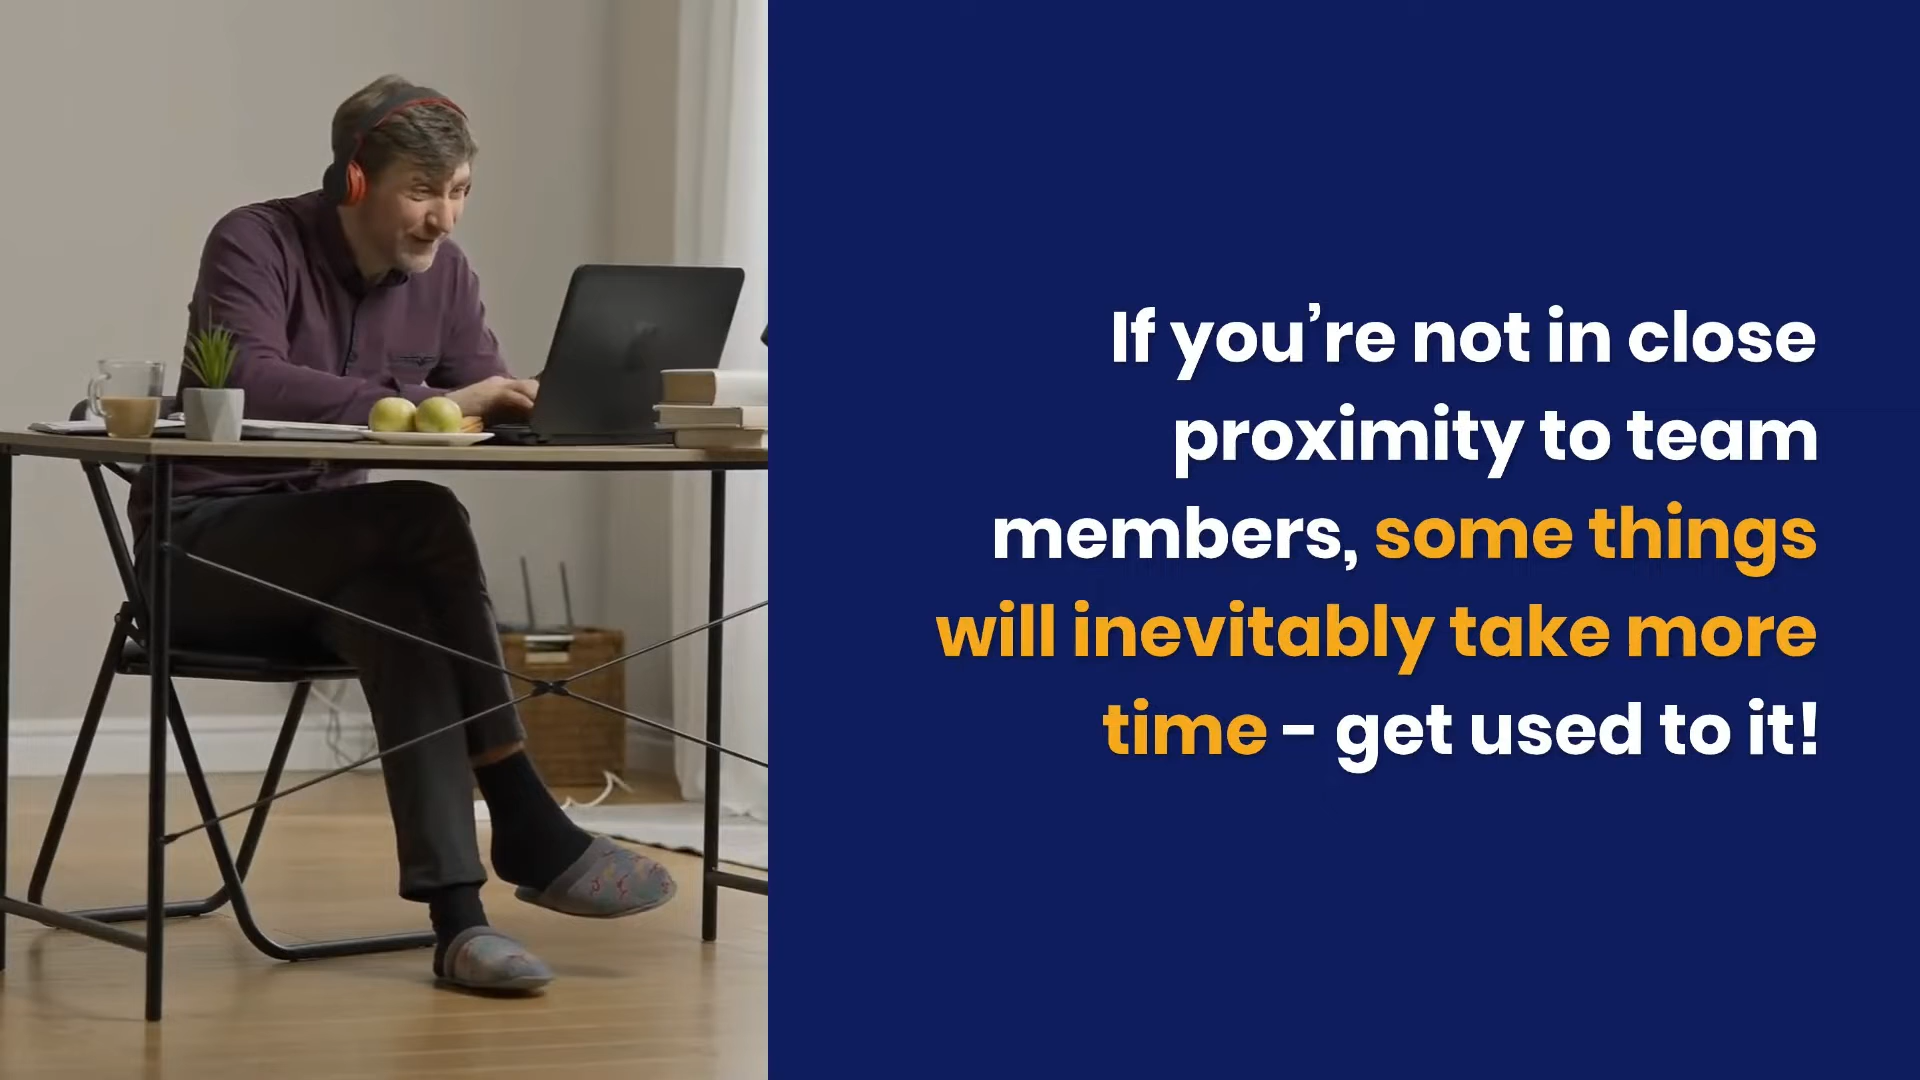 If you’re not in close
proximity to team
members, some things
will inevitably take more
time - get used to it!